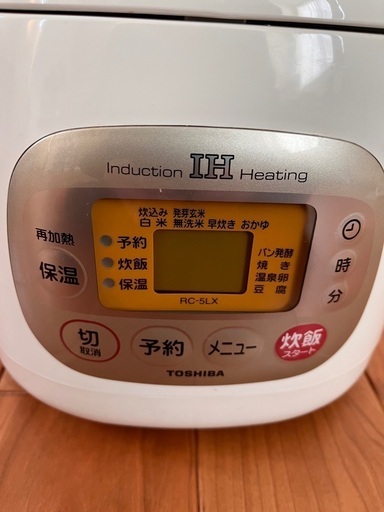 Induction IH Heating
炊込み 発芽玄米
白米 無洗米 早炊き おかゆ
再加熱
保温
予約
炊飯
保温
パン発酵
焼き
温泉卵
豆腐
時
分
RC-5LX
切
取消
予約
メニュー
炊飯
スタート
TOSHIBA